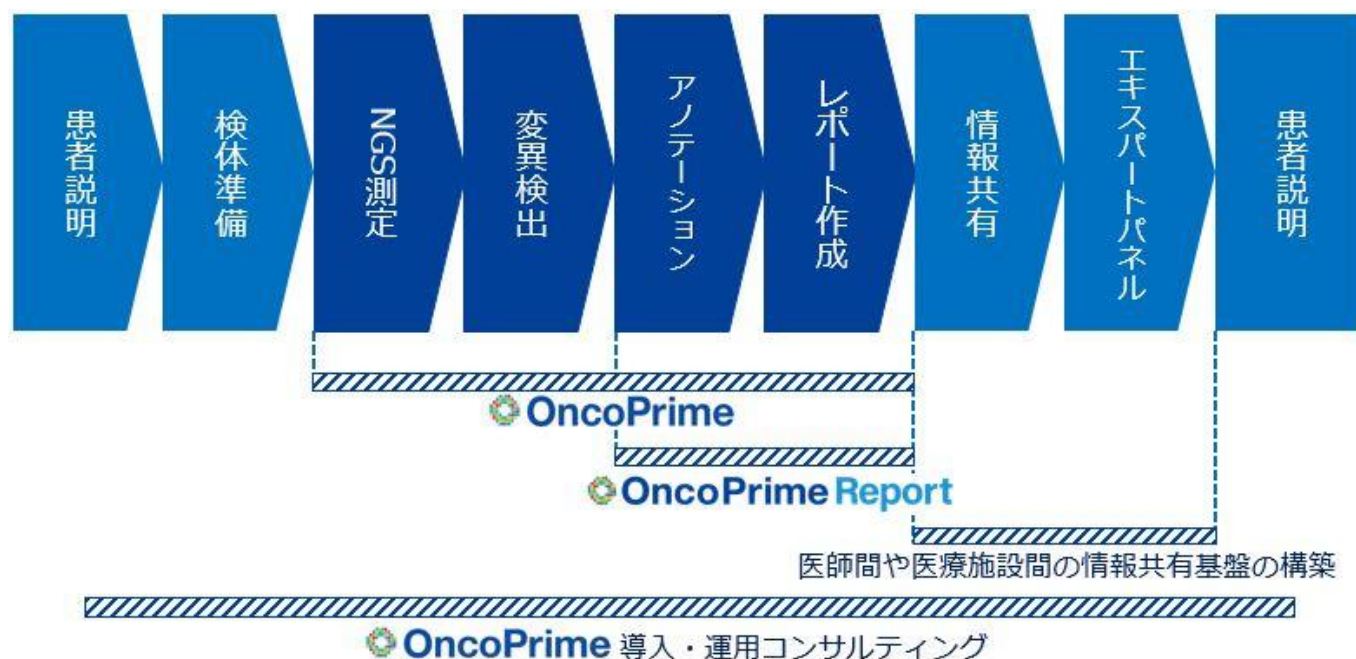 患者説明
検体準備
NGS測定
変異検出
アノテーション
レポート作成
情報共有
エキスパートパネル
患者説明
OncoPrime
OncoPrime Report
医師間や医療施設間の情報共有基盤の構築
OncoPrime 導入・運用コンサルティング